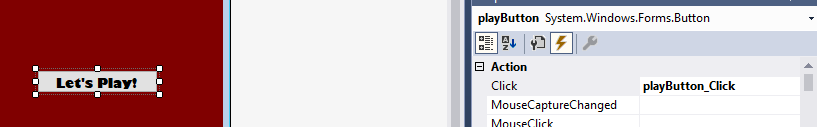 playButton System.Windows.Forms.Button
Let's Play!
Action
Click playButton_Click
MouseCaptureChanged
MouseClick